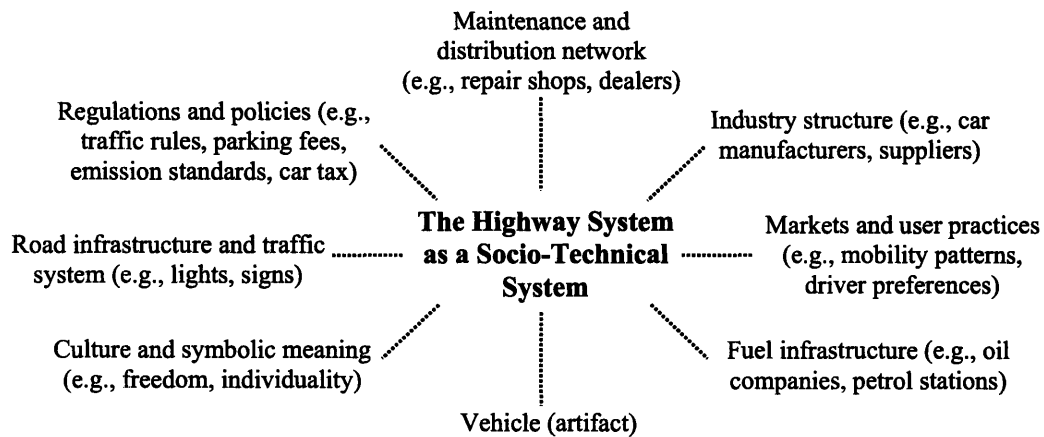 Maintenance and
distribution network
(e.g., repair shops, dealers)
Regulations and policies (e.g.,
traffic rules, parking fees,
emission standards, car tax)
Industry structure (e.g., car
manufacturers, suppliers)
The Highway System
as a Socio-Technical
System
Road infrastructure and traffic
system (e.g., lights, signs)
Markets and user practices
(e.g., mobility patterns,
driver preferences)
Culture and symbolic meaning
(e.g., freedom, individuality)
Fuel infrastructure (e.g., oil
companies, petrol stations)
Vehicle (artifact)